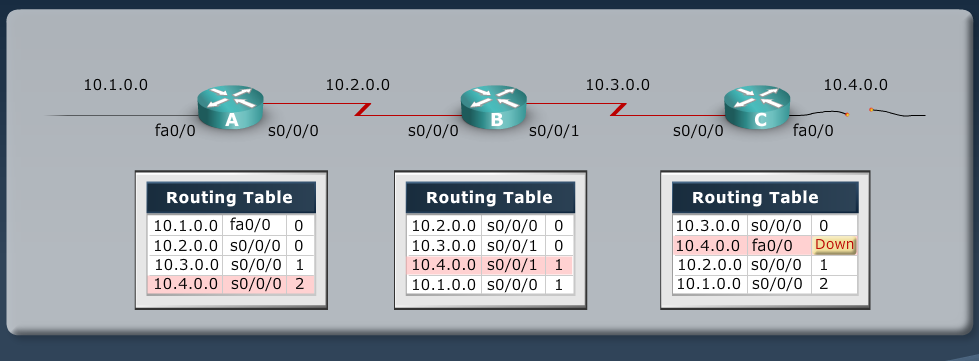 10.1.0.0 10.2.0.0 10.3.0.0 10.4.0.0
A B C
fa0/0 s0/0/0 s0/0/0 s0/0/1 s0/0/0 fa0/0
Routing Table
10.1.0.0 fa0/0 0
10.2.0.0 s0/0/0 0
10.3.0.0 s0/0/0 1
10.4.0.0 s0/0/0 2
Routing Table
10.2.0.0 s0/0/0 0
10.3.0.0 s0/0/1 0
10.4.0.0 s0/0/1 1
10.1.0.0 s0/0/0 1
Routing Table
10.3.0.0 s0/0/0 0
10.4.0.0 fa0/0 Down
10.2.0.0 s0/0/0 1
10.1.0.0 s0/0/0 2